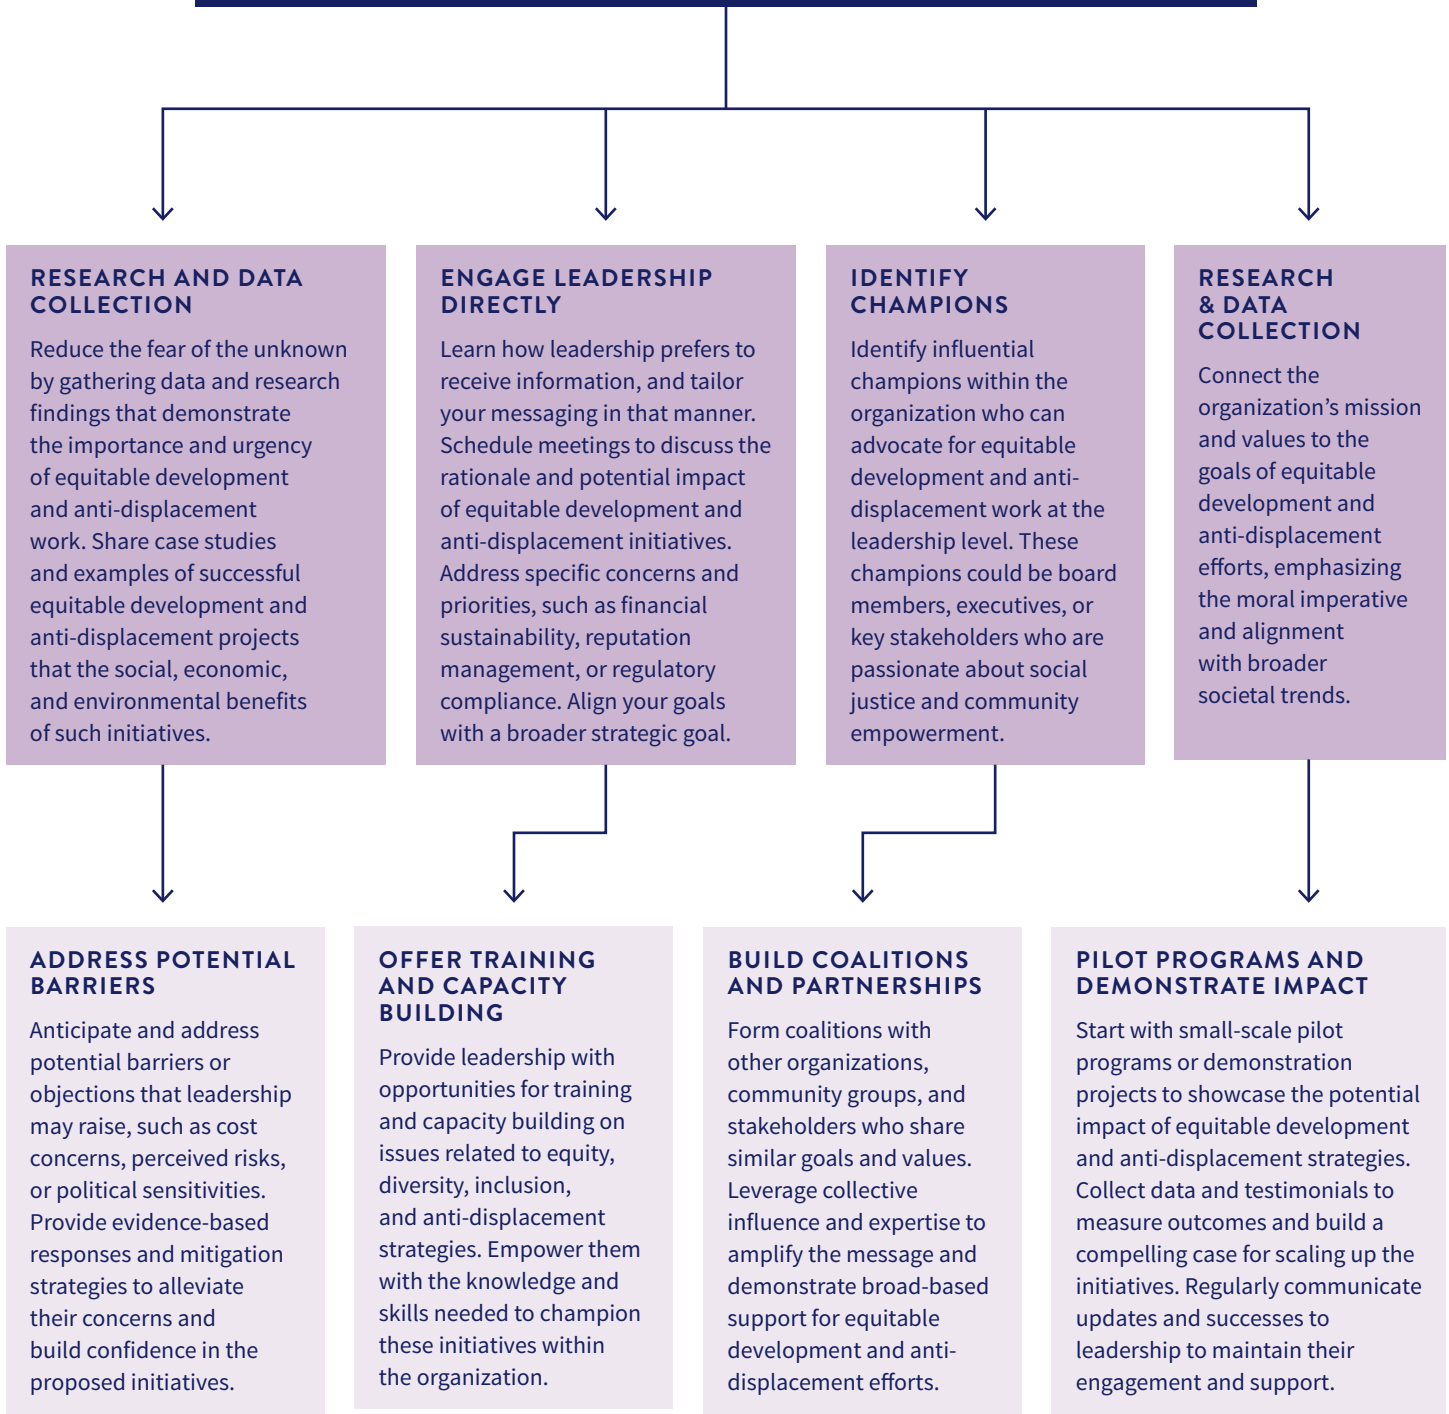 RESEARCH AND DATA
COLLECTION
Reduce the fear of the unknown
by gathering data and research
findings that demonstrate
the importance and urgency
of equitable development
and anti-displacement
work. Share case studies
and examples of successful
equitable development and
anti-displacement projects
that the social, economic,
and environmental benefits
of such initiatives.
ENGAGE LEADERSHIP
DIRECTLY
Learn how leadership prefers to
receive information, and tailor
your messaging in that manner.
Schedule meetings to discuss the
rationale and potential impact
of equitable development and
anti-displacement initiatives.
Address specific concerns and
priorities, such as financial
sustainability, reputation
management, or regulatory
compliance. Align your goals
with a broader strategic goal.
IDENTIFY
CHAMPIONS
Identify influential
champions within the
organization who can
advocate for equitable
development and anti-
displacement work at the
leadership level. These
champions could be board
members, executives, or
key stakeholders who are
passionate about social
justice and community
empowerment.
RESEARCH
& DATA
COLLECTION
Connect the
organization’s mission
and values to the
goals of equitable
development and
anti-displacement
efforts, emphasizing
the moral imperative
and alignment
with broader
societal trends.
ADDRESS POTENTIAL
BARRIERS
Anticipate and address
potential barriers or
objections that leadership
may raise, such as cost
concerns, perceived risks,
or political sensitivities.
Provide evidence-based
responses and mitigation
strategies to alleviate
their concerns and
build confidence in the
proposed initiatives.
OFFER TRAINING
AND CAPACITY
BUILDING
Provide leadership with
opportunities for training
and capacity building on
issues related to equity,
diversity, inclusion,
and anti-displacement
strategies. Empower them
with the knowledge and
skills needed to champion
these initiatives within
the organization.
BUILD COALITIONS
AND PARTNERSHIPS
Form coalitions with
other organizations,
community groups, and
stakeholders who share
similar goals and values.
Leverage collective
influence and expertise to
amplify the message and
demonstrate broad-based
support for equitable
development and anti-
displacement efforts.
PILOT PROGRAMS AND
DEMONSTRATE IMPACT
Start with small-scale pilot
programs or demonstration
projects to showcase the potential
impact of equitable development
and anti-displacement strategies.
Collect data and testimonials to
measure outcomes and build a
compelling case for scaling up the
initiatives. Regularly communicate
updates and successes to
leadership to maintain their
engagement and support.